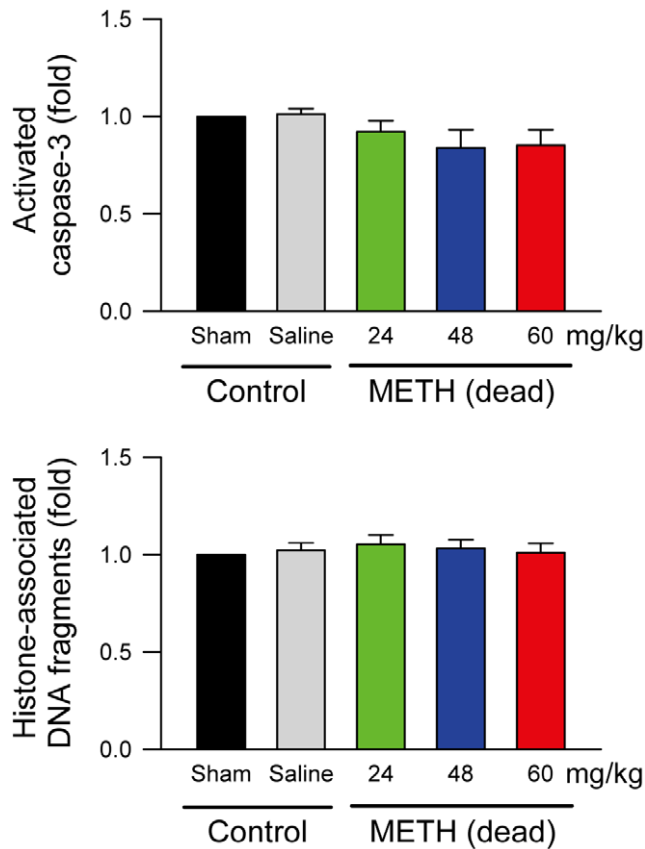 1.5
1.0
0.5
0.0
Activated
caspase-3 (fold)
Sham Saline 24 48 60 mg/kg
Control METH (dead)
1.5
1.0
0.5
0.0
Histone-associated
DNA fragments (fold)
Sham Saline 24 48 60 mg/kg
Control METH (dead)